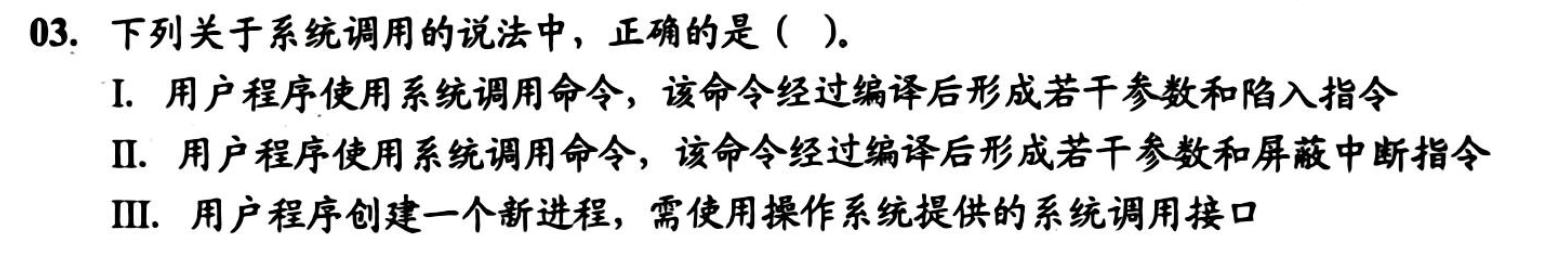 03. 下列关于系统调用的说法中，正确的是（ ）。
I. 用户程序使用系统调用命令，该命令经过编译后形成若干参数和陷入指令
II. 用户程序使用系统调用命令，该命令经过编译后形成若干参数和屏蔽中断指令
III. 用户程序创建一个新进程，需使用操作系统提供的系统调用接口